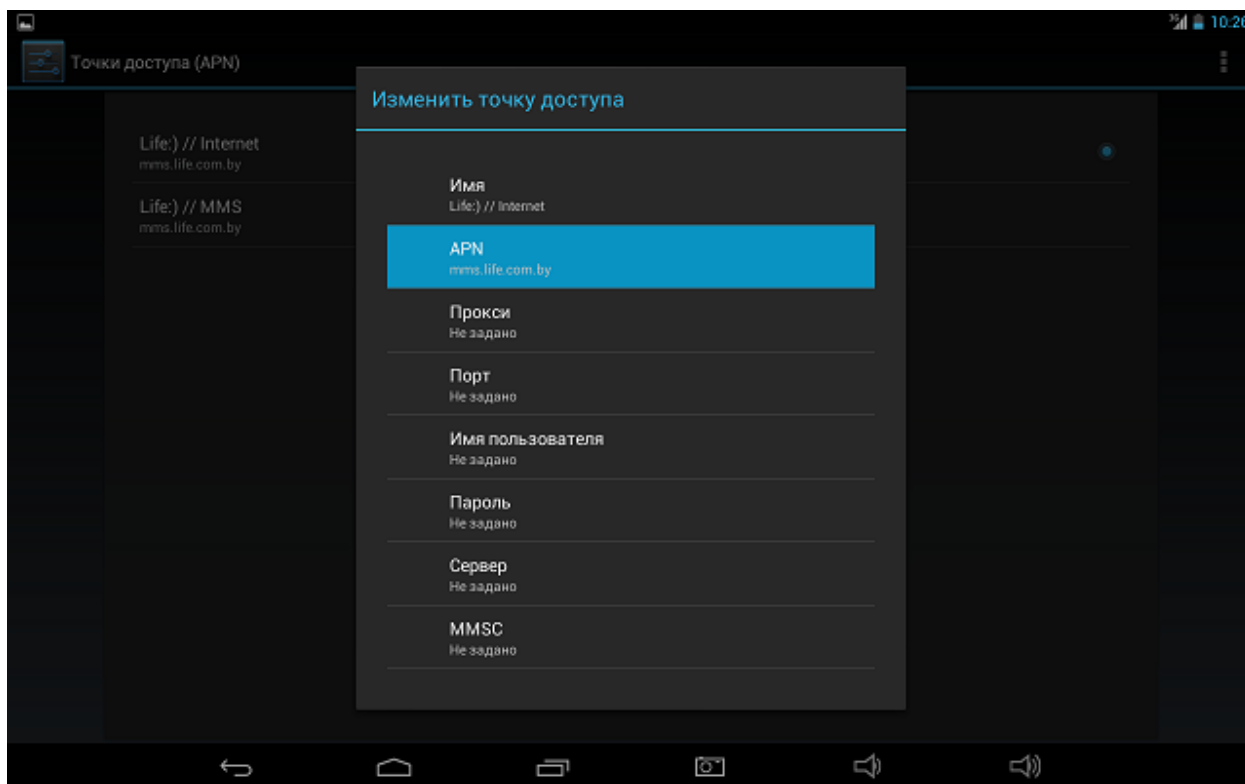 3G 10:26
Точки доступа (APN)
Изменить точку доступа
Life:) // Internet
mms.life.com.by
Life:) // MMS
mms.life.com.by
Имя
Life:) // Internet
APN
mms.life.com.by
Прокси
Не задано
Порт
Не задано
Имя пользователя
Не задано
Пароль
Не задано
Сервер
Не задано
MMSC
Не задано